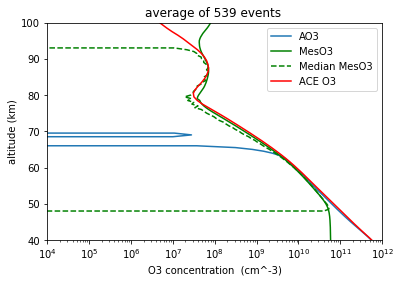 average of 539 events
AO3
MesO3
Median MesO3
ACE O3
altitude (km)
100
90
80
70
60
50
40
10^4 10^5 10^6 10^7 10^8 10^9 10^10 10^11 10^12
O3 concentration (cm^-3)